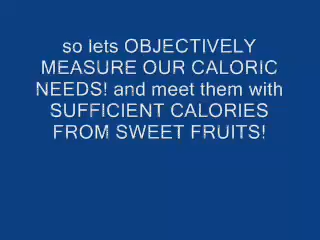 so lets OBJECTIVELY
MEASURE OUR CALORIC
NEEDS! and meet them with
SUFFICIENT CALORIES
FROM SWEET FRUITS!